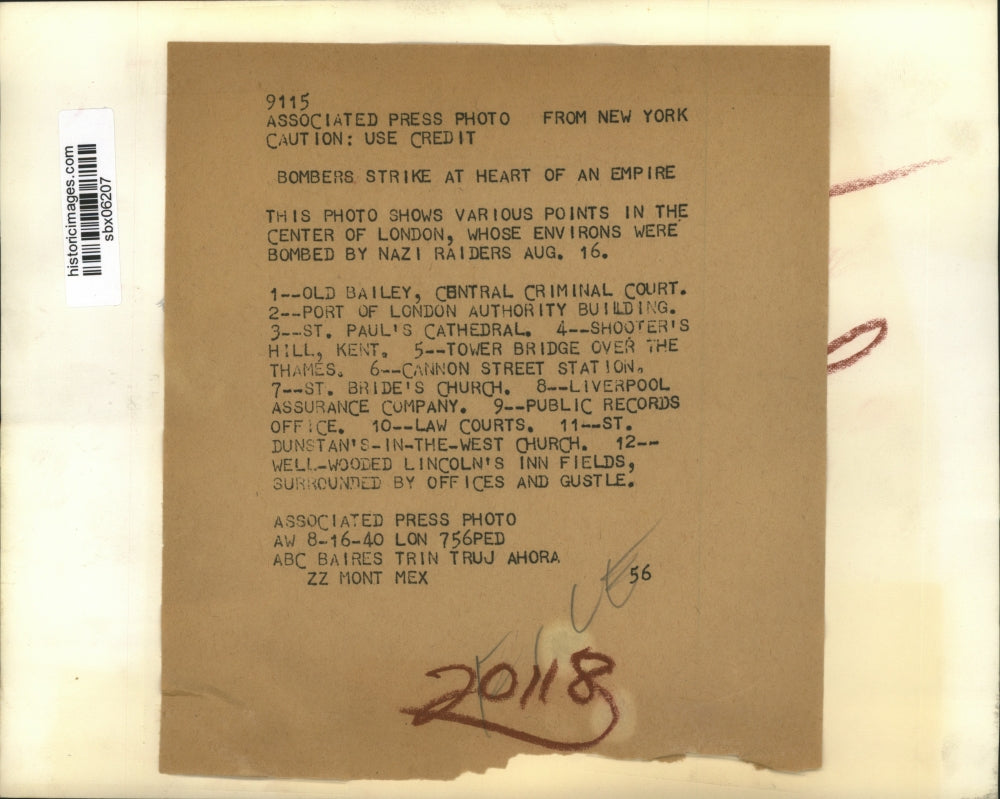 historicimages.com
sbx06207
9115
ASSOCIATED PRESS PHOTO FROM NEW YORK
CAUTION: USE CREDIT
BOMBERS STRIKE AT HEART OF AN EMPIRE
THIS PHOTO SHOWS VARIOUS POINTS IN THE
CENTER OF LONDON, WHOSE ENVIRONS WERE
BOMBED BY NAZI RAIDERS AUG. 16.
1--OLD BAILEY, CENTRAL CRIMINAL COURT.
2--PORT OF LONDON AUTHORITY BUILDING.
3--ST. PAUL'S CATHEDRAL. 4--SHOOTER'S
HILL, KENT. 5--TOWER BRIDGE OVER THE
THAMES. 6--CANNON STREET STATION.
7--ST. BRIDE'S CHURCH. 8--LIVERPOOL
ASSURANCE COMPANY. 9--PUBLIC RECORDS
OFFICE. 10--LAW COURTS. 11--ST.
DUNSTAN'S-IN-THE-WEST CHURCH. 12--
WELL-WOODED LINCOLN'S INN FIELDS,
SURROUNDED BY OFFICES AND GUSTLE.
ASSOCIATED PRESS PHOTO
AW 8-16-40 LON 756PED
ABC BAIRES TRIN TRUJ AHORA
ZZ MONT MEX 56
20118